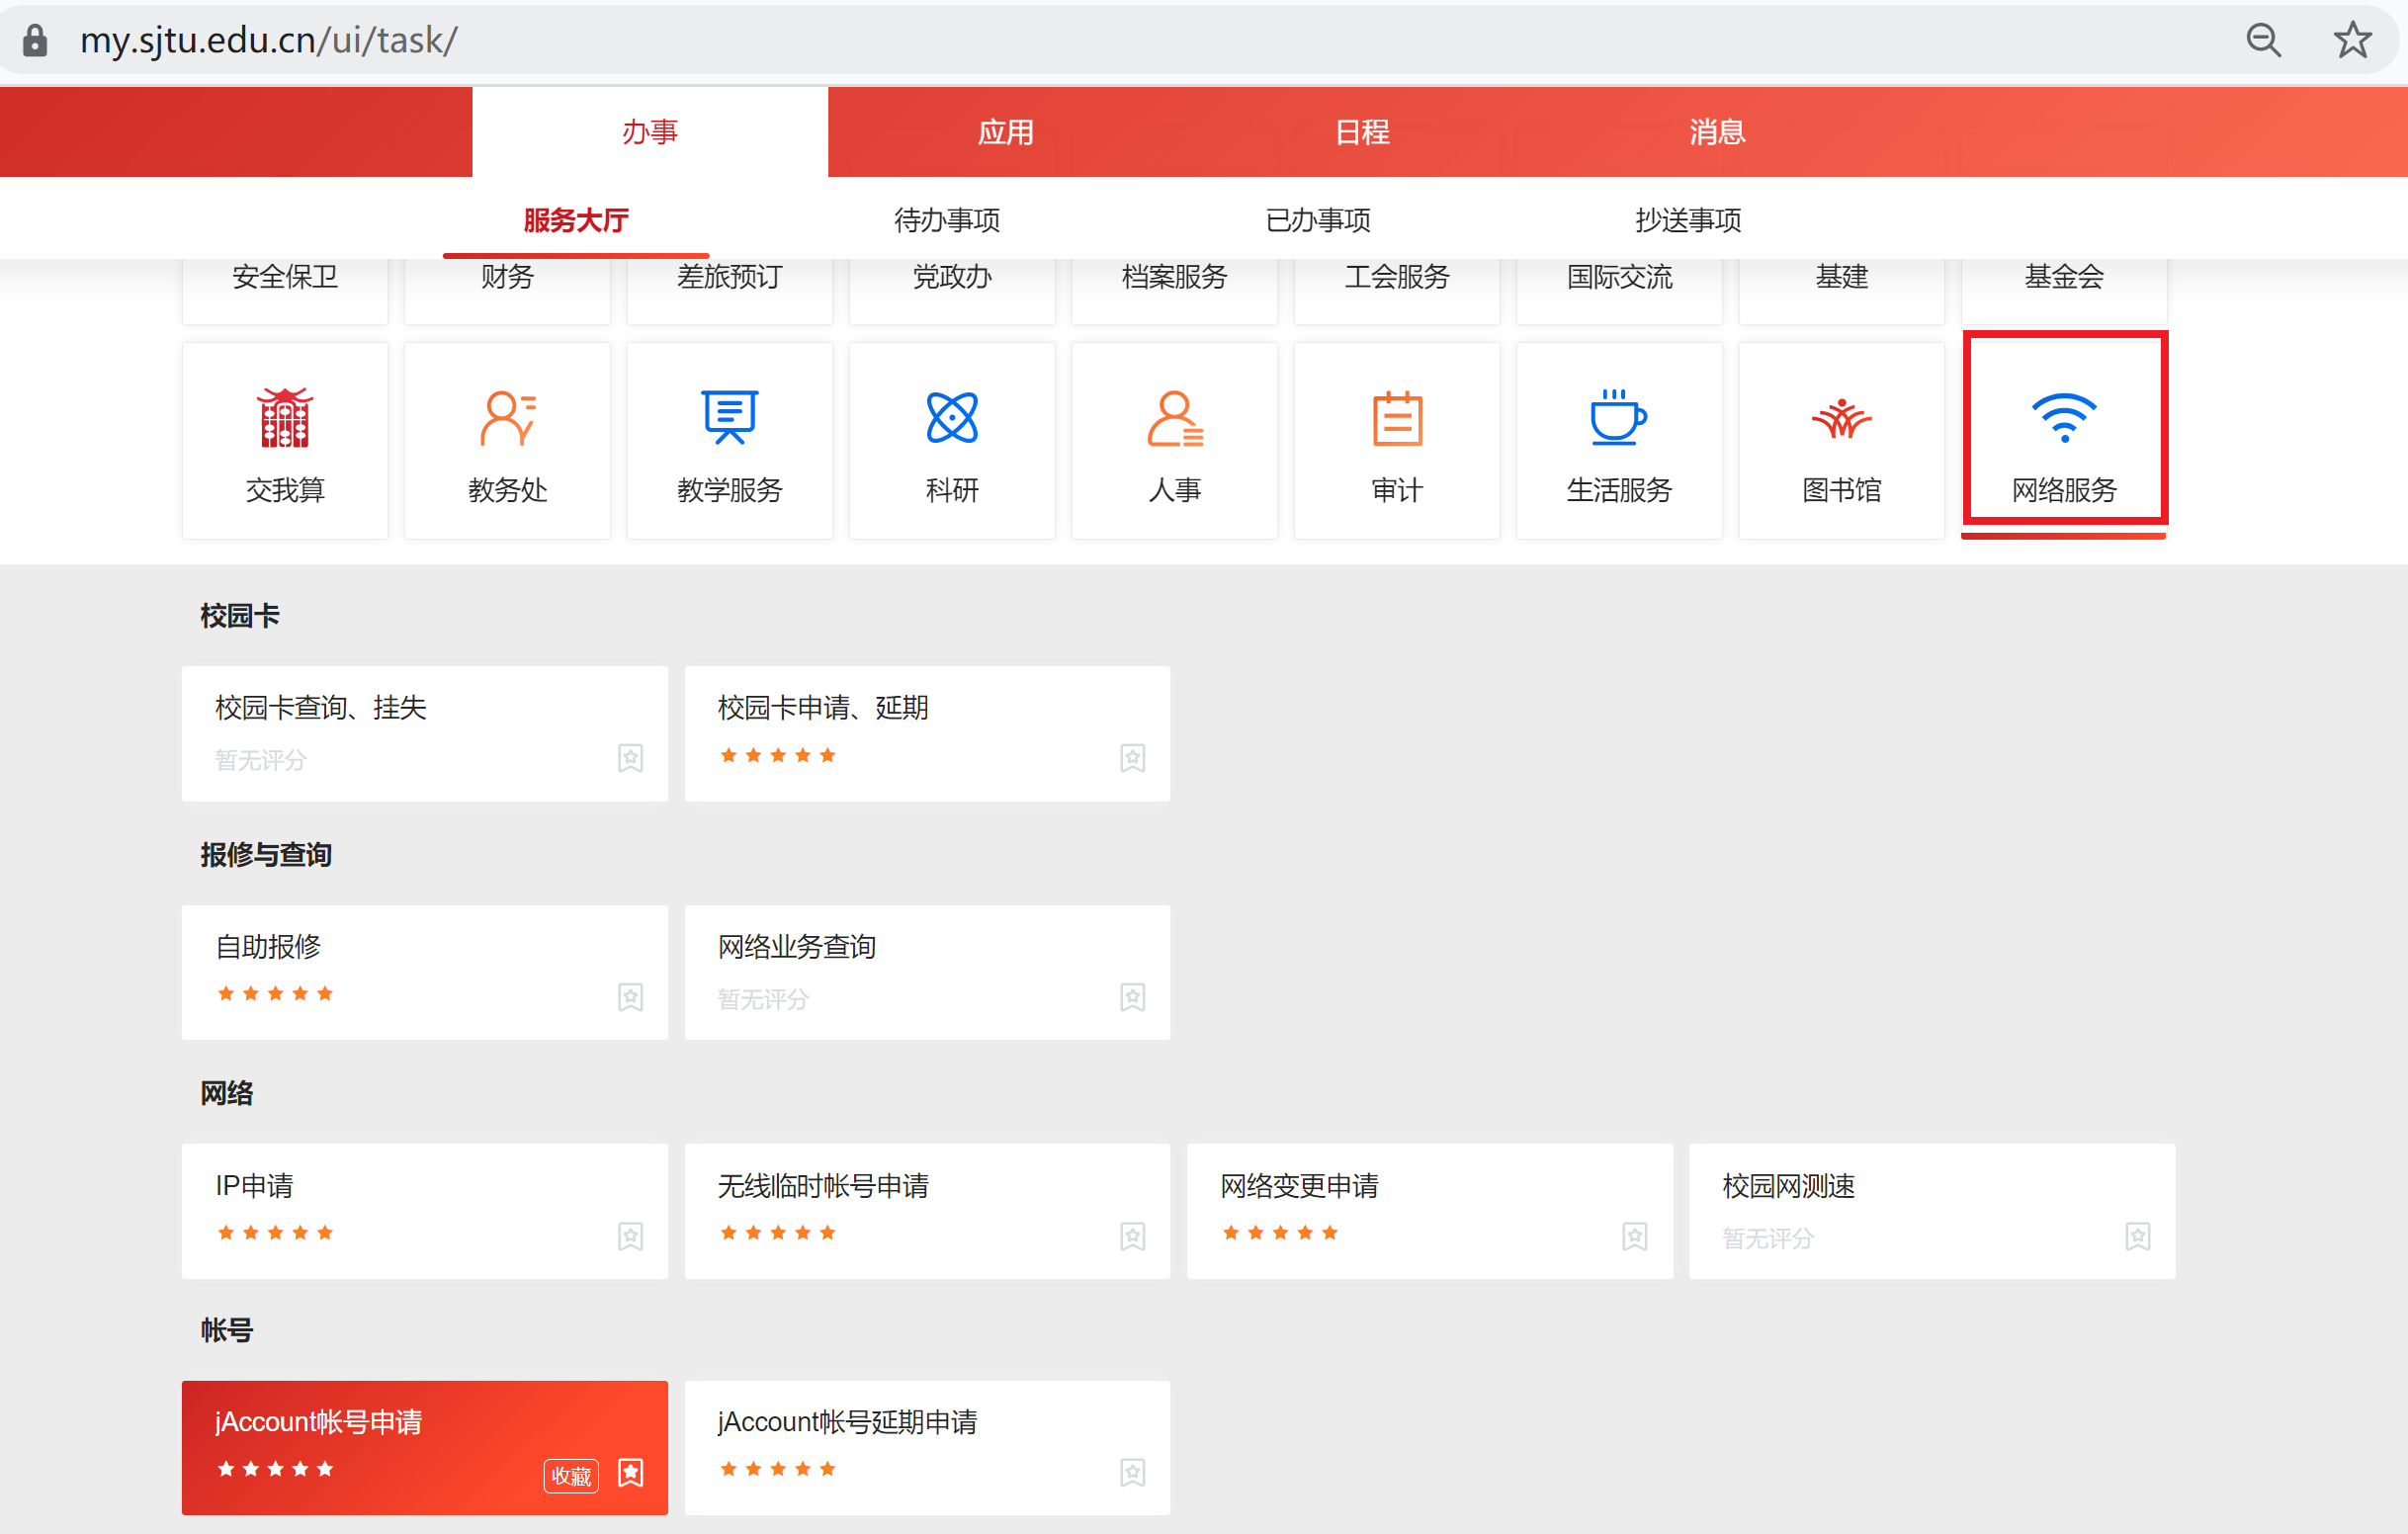 my.sjtu.edu.cn/ui/task/
办事 应用 日程 消息
服务大厅 待办事项 已办事项 抄送事项
安全保卫 财务 差旅预订 党政办 档案服务 工会服务 国际交流 基建 基金会
交我算 教务处 教学服务 科研 人事 审计 生活服务 图书馆 网络服务
校园卡
校园卡查询、挂失 校园卡申请、延期
暂无评分
报修与查询
自助报修 网络业务查询
暂无评分
网络
IP申请 无线临时帐号申请 网络变更申请 校园网测速
暂无评分
帐号
jAccount帐号申请 jAccount帐号延期申请
收藏